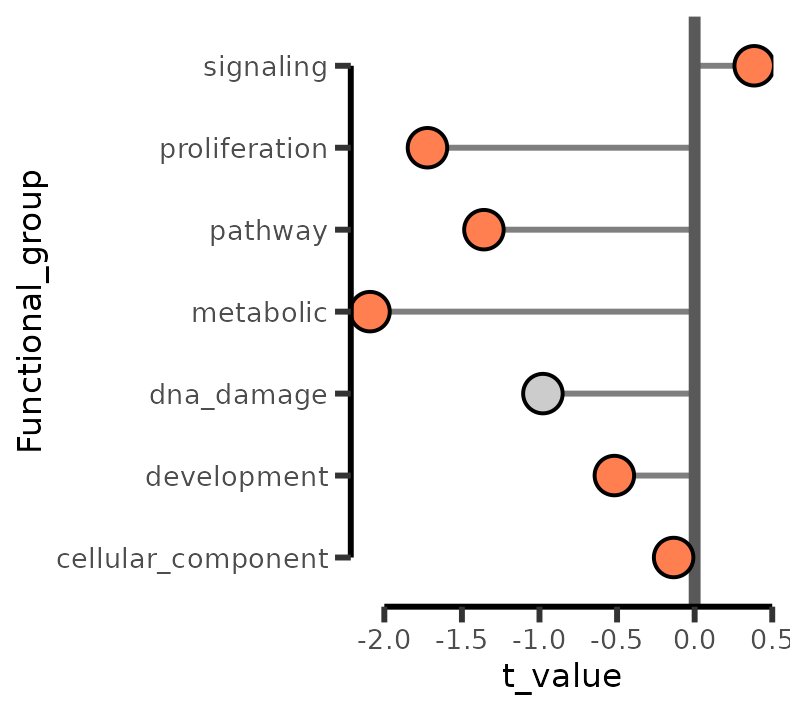 signaling
proliferation
pathway
metabolic
dna_damage
development
cellular_component
Functional_group
-2.0 -1.5 -1.0 -0.5 0.0 0.5
t_value